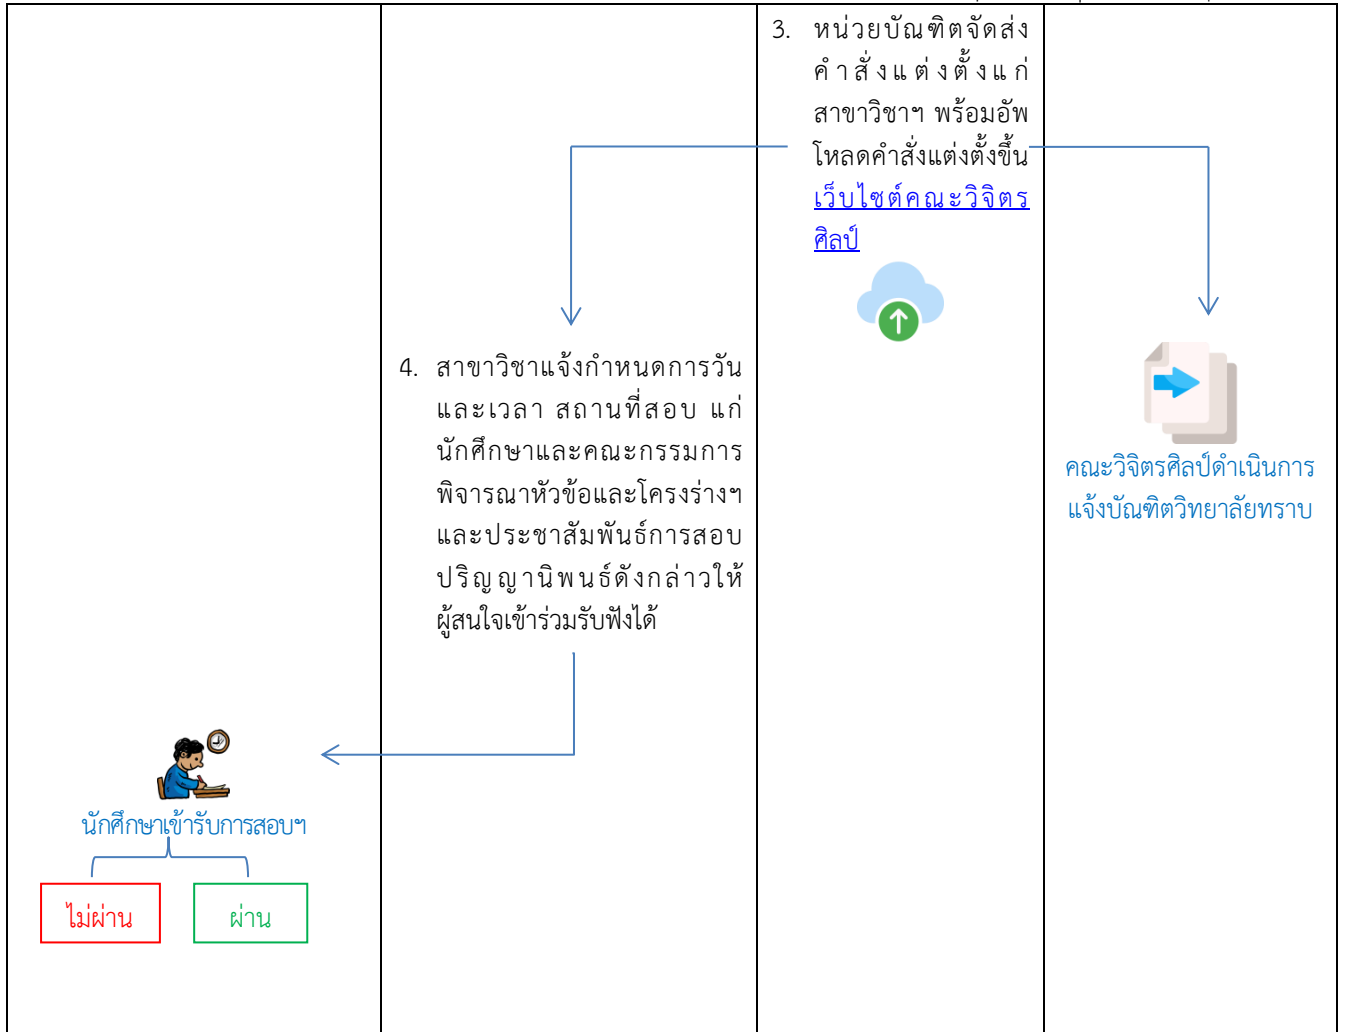 3. หน่วยบัณฑิตจัดส่ง
คำสั่งแต่งตั้งแก่
สาขาวิชาฯ พร้อมอัพ
โหลดคำสั่งแต่งตั้งขึ้น
เว็บไซต์คณะวิจิตร
ศิลป์
4. สาขาวิชาแจ้งกำหนดการวัน
และเวลา สถานที่สอบ แก่
นักศึกษาและคณะกรรมการ
พิจารณาหัวข้อและโครงร่างฯ
และประชาสัมพันธ์การสอบ
ปริญญานิพนธ์ดังกล่าวให้
ผู้สนใจเข้าร่วมรับฟังได้
คณะวิจิตรศิลป์ดำเนินการ
แจ้งบัณฑิตวิทยาลัยทราบ
นักศึกษาเข้ารับการสอบฯ
ไม่ผ่าน
ผ่าน